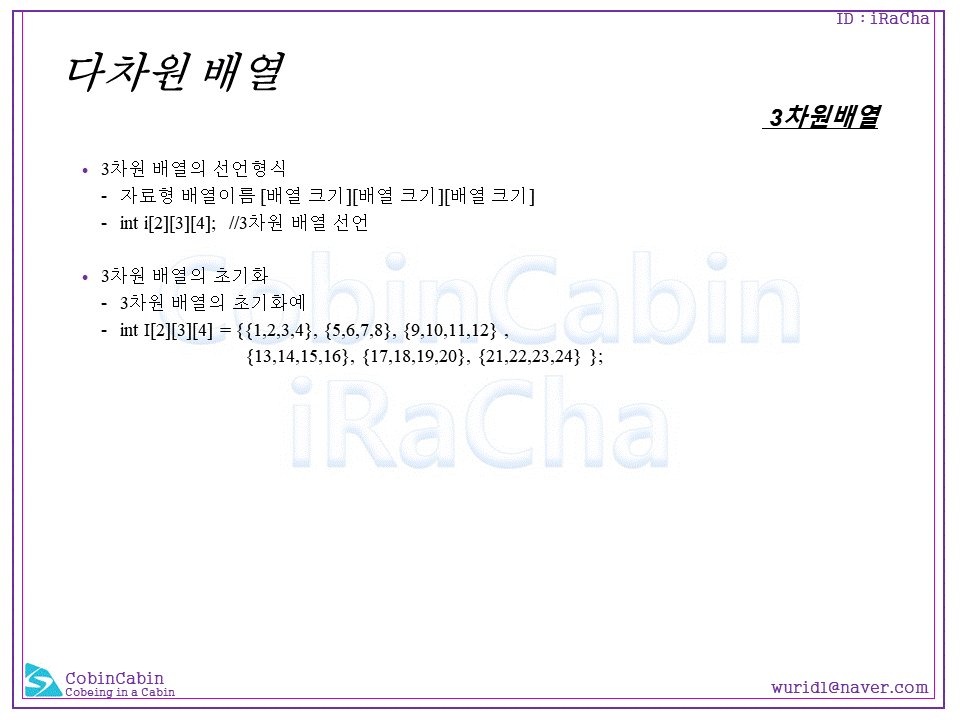 ID : iRaCha
다차원 배열
3차원배열
• 3차원 배열의 선언형식
- 자료형 배열이름 [배열 크기][배열 크기][배열 크기]
- int i[2][3][4]; //3차원 배열 선언
• 3차원 배열의 초기화
- 3차원 배열의 초기화예
- int I[2][3][4] = {{1,2,3,4}, {5,6,7,8}, {9,10,11,12} ,
{13,14,15,16}, {17,18,19,20}, {21,22,23,24} };
CobinCabin
iRaCha
CobinCabin
Cobeing in a Cabin
wurid1@naver.com